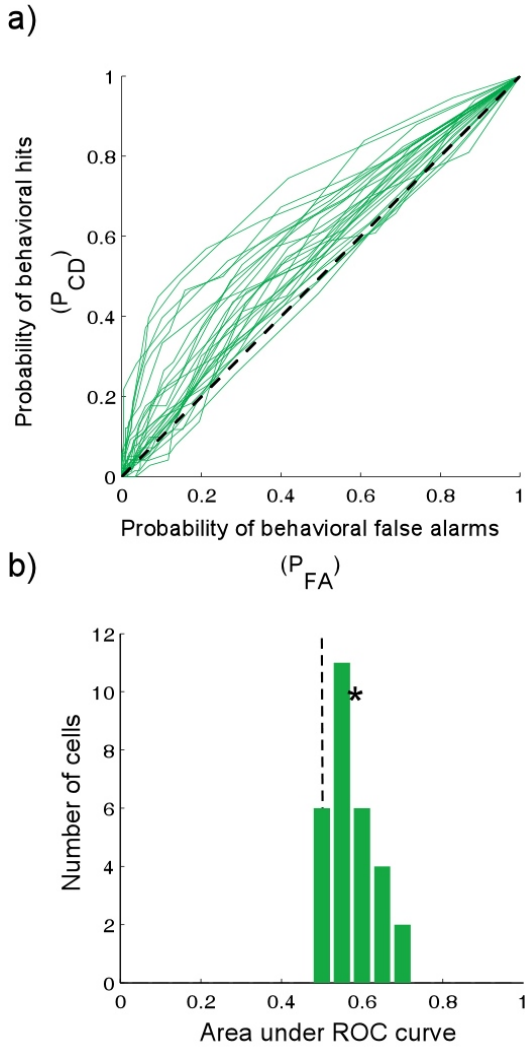 a)
Probability of behavioral hits
(P_CD)
1
0.8
0.6
0.4
0.2
0
0 0.2 0.4 0.6 0.8 1
Probability of behavioral false alarms
(P_FA)
b)
Number of cells
12
10
8
6
4
2
0
*
0 0.2 0.4 0.6 0.8 1
Area under ROC curve